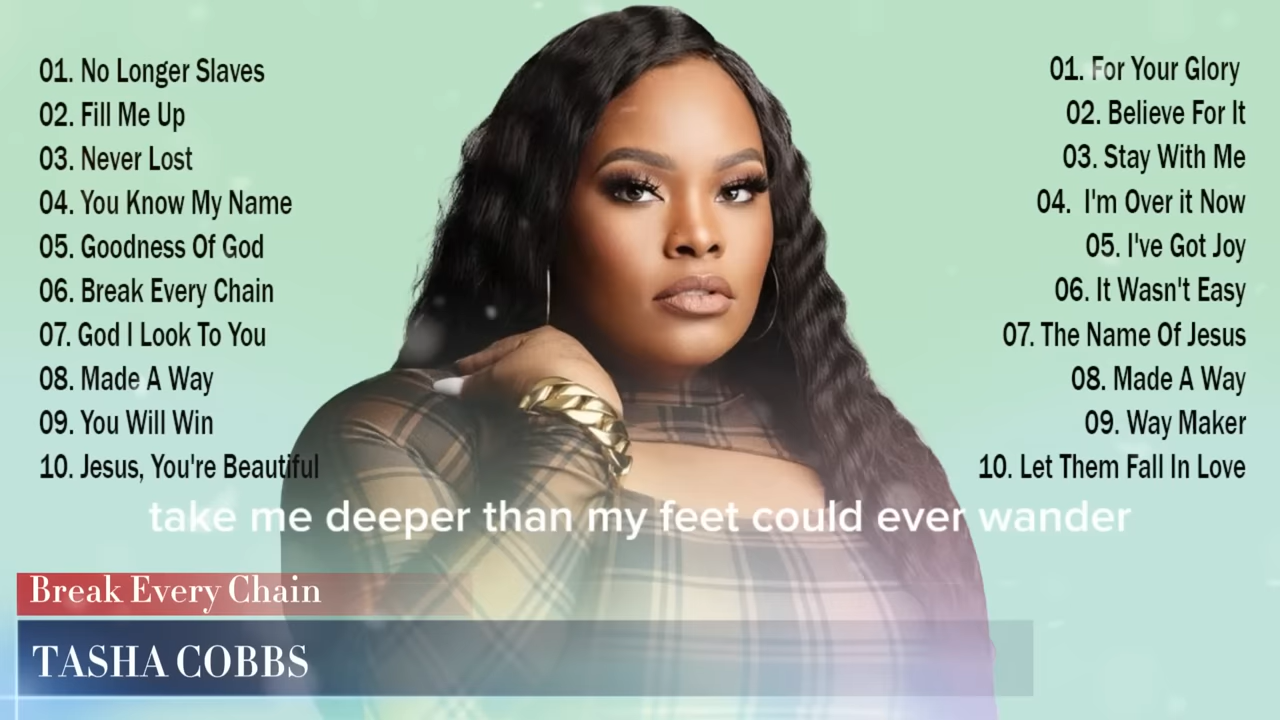 01. No Longer Slaves
02. Fill Me Up
03. Never Lost
04. You Know My Name
05. Goodness Of God
06. Break Every Chain
07. God I Look To You
08. Made A Way
09. You Will Win
10. Jesus, You're Beautiful
01. For Your Glory
02. Believe For It
03. Stay With Me
04. I'm Over it Now
05. I've Got Joy
06. It Wasn't Easy
07. The Name Of Jesus
08. Made A Way
09. Way Maker
10. Let Them Fall In Love
take me deeper than my feet could ever wander
Break Every Chain
TASHA COBBS